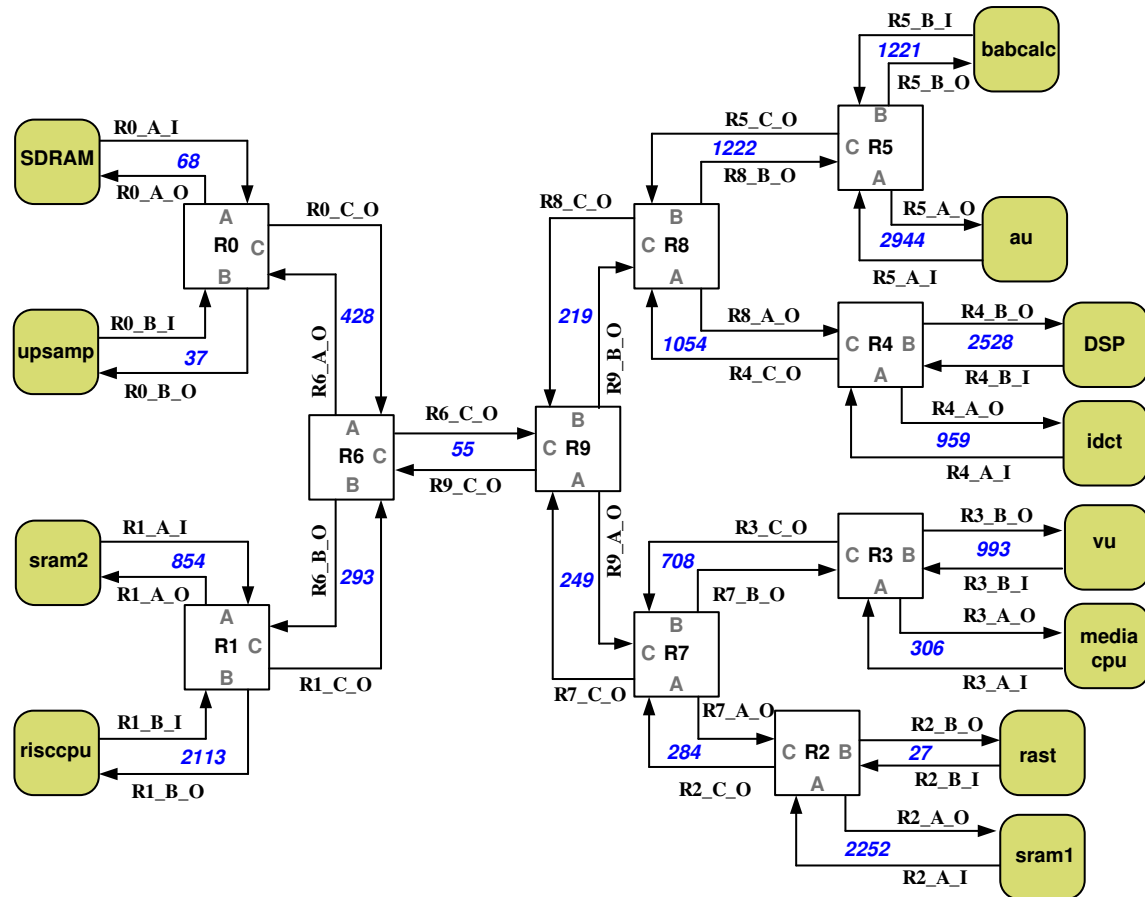 R5_B_I
1221
babcalc
R5_B_O
R0_A_I
SDRAM
68
R0_A_O
R5_C_O
1222
R8_B_O
B
C R5
A
R8_C_O
R0_C_O
A
R0 C
B
B
C R8
A
R5_A_O
2944
au
R5_A_I
R0_B_I
upsamp
37
R0_B_O
428
R6_A_O
219
R9_B_O
R8_A_O
1054
R4_C_O
C R4 B
A
R4_B_O
2528
DSP
R4_B_I
R4_A_O
959
idct
R4_A_I
R6_C_O
55
R9_C_O
A
R6 C
B
B
C R9
A
R1_A_I
sram2
854
R1_A_O
R6_B_O
293
249
R9_A_O
R3_C_O
708
R7_B_O
C R3 B
A
R3_B_O
993
vu
R3_B_I
R3_A_O
306
media
cpu
R3_A_I
A
R1 C
B
R1_C_O
B
C R7
A
R7_C_O
R7_A_O
284
R2_C_O
R1_B_I
risccpu
2113
R1_B_O
C R2 B
A
R2_B_O
27
rast
R2_B_I
R2_A_O
2252
sram1
R2_A_I